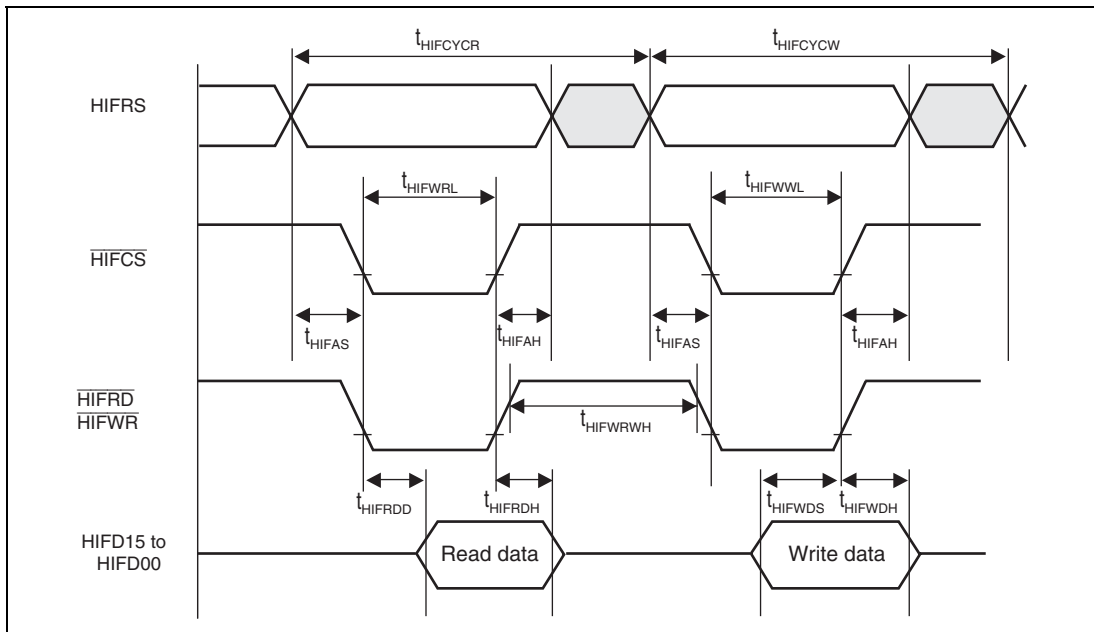 tHIFCYCR tHIFCYCW
HIFRS
tHIFWRL tHIFWWL
HIFCS
tHIFAS tHIFAH tHIFAS tHIFAH
HIFRD
HIFWR
tHIFWRWH
tHIFRDD tHIFRDH tHIFWDS tHIFWDH
HIFD15 to
HIFD00
Read data Write data